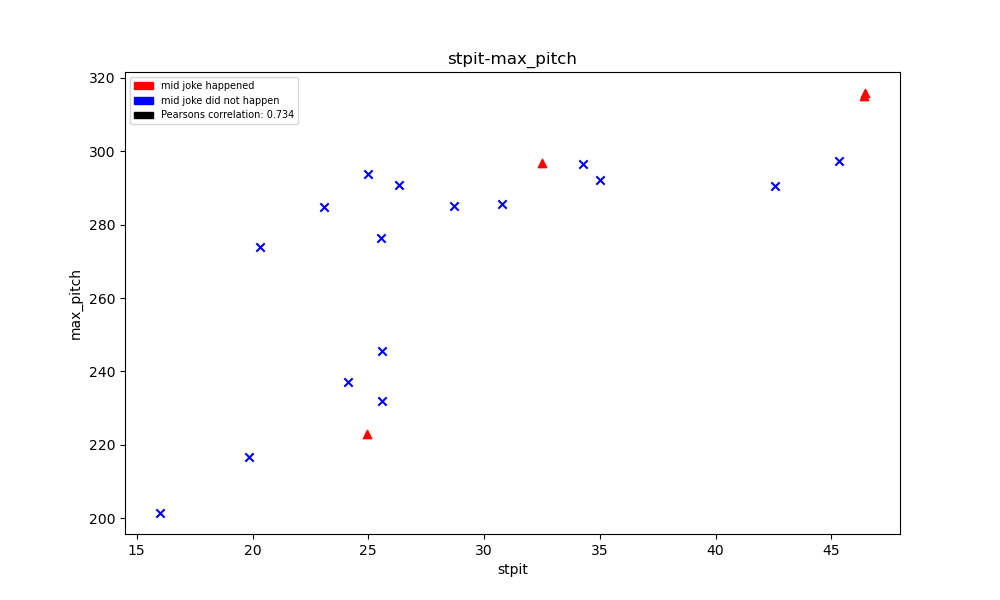 stpit-max_pitch
mid joke happened
mid joke did not happen
Pearsons correlation: 0.734
320
300
280
260
240
220
200
max_pitch
15 20 25 30 35 40 45
stpit